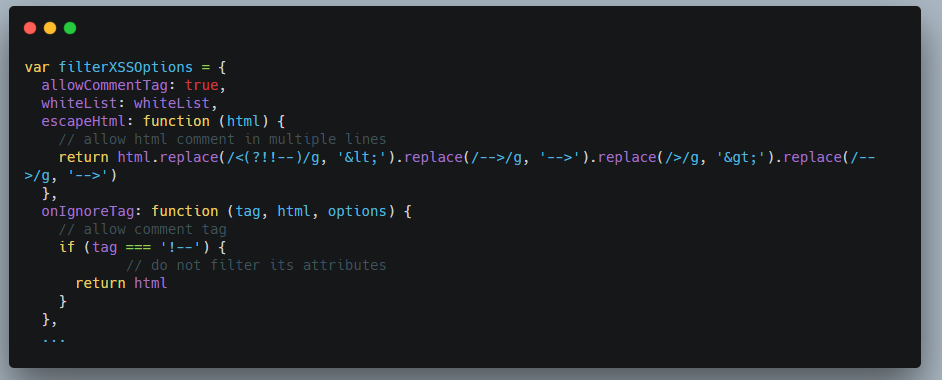 var filterXSSOptions = {
  allowCommentTag: true,
  whiteList: whiteList,
  escapeHtml: function (html) {
    // allow html comment in multiple lines
    return html.replace(/<(?!!--)/g, '&lt;').replace(/-->/g, '-->').replace(/>/g, '&gt;').replace(/--
>/g, '-->')
  },
  onIgnoreTag: function (tag, html, options) {
    // allow comment tag
    if (tag === '!--') {
            // do not filter its attributes
      return html
    }
  },
  ...